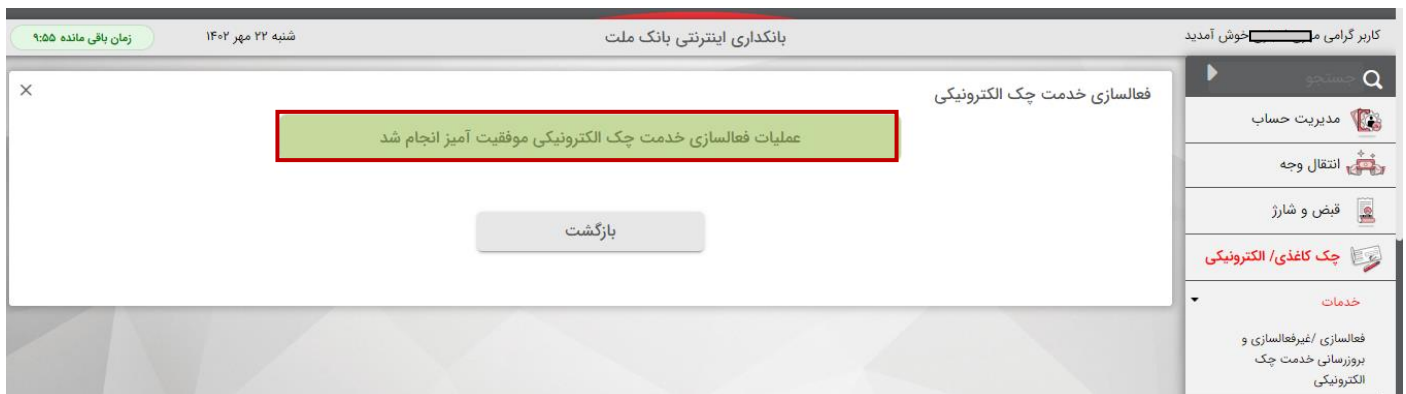 کاربر گرامی م خوش آمدید
بانکداری اینترنتی بانک ملت
شنبه ۲۲ مهر ۱۴۰۲
زمان باقی مانده ۹:۵۵
جستجو
مدیریت حساب
انتقال وجه
قبض و شارژ
چک کاغذی/ الکترونیکی
خدمات
فعالسازی /غیرفعالسازی و
بروزرسانی خدمت چک
الکترونیکی
فعالسازی خدمت چک الکترونیکی
×
عملیات فعالسازی خدمت چک الکترونیکی موفقیت آمیز انجام شد
بازگشت